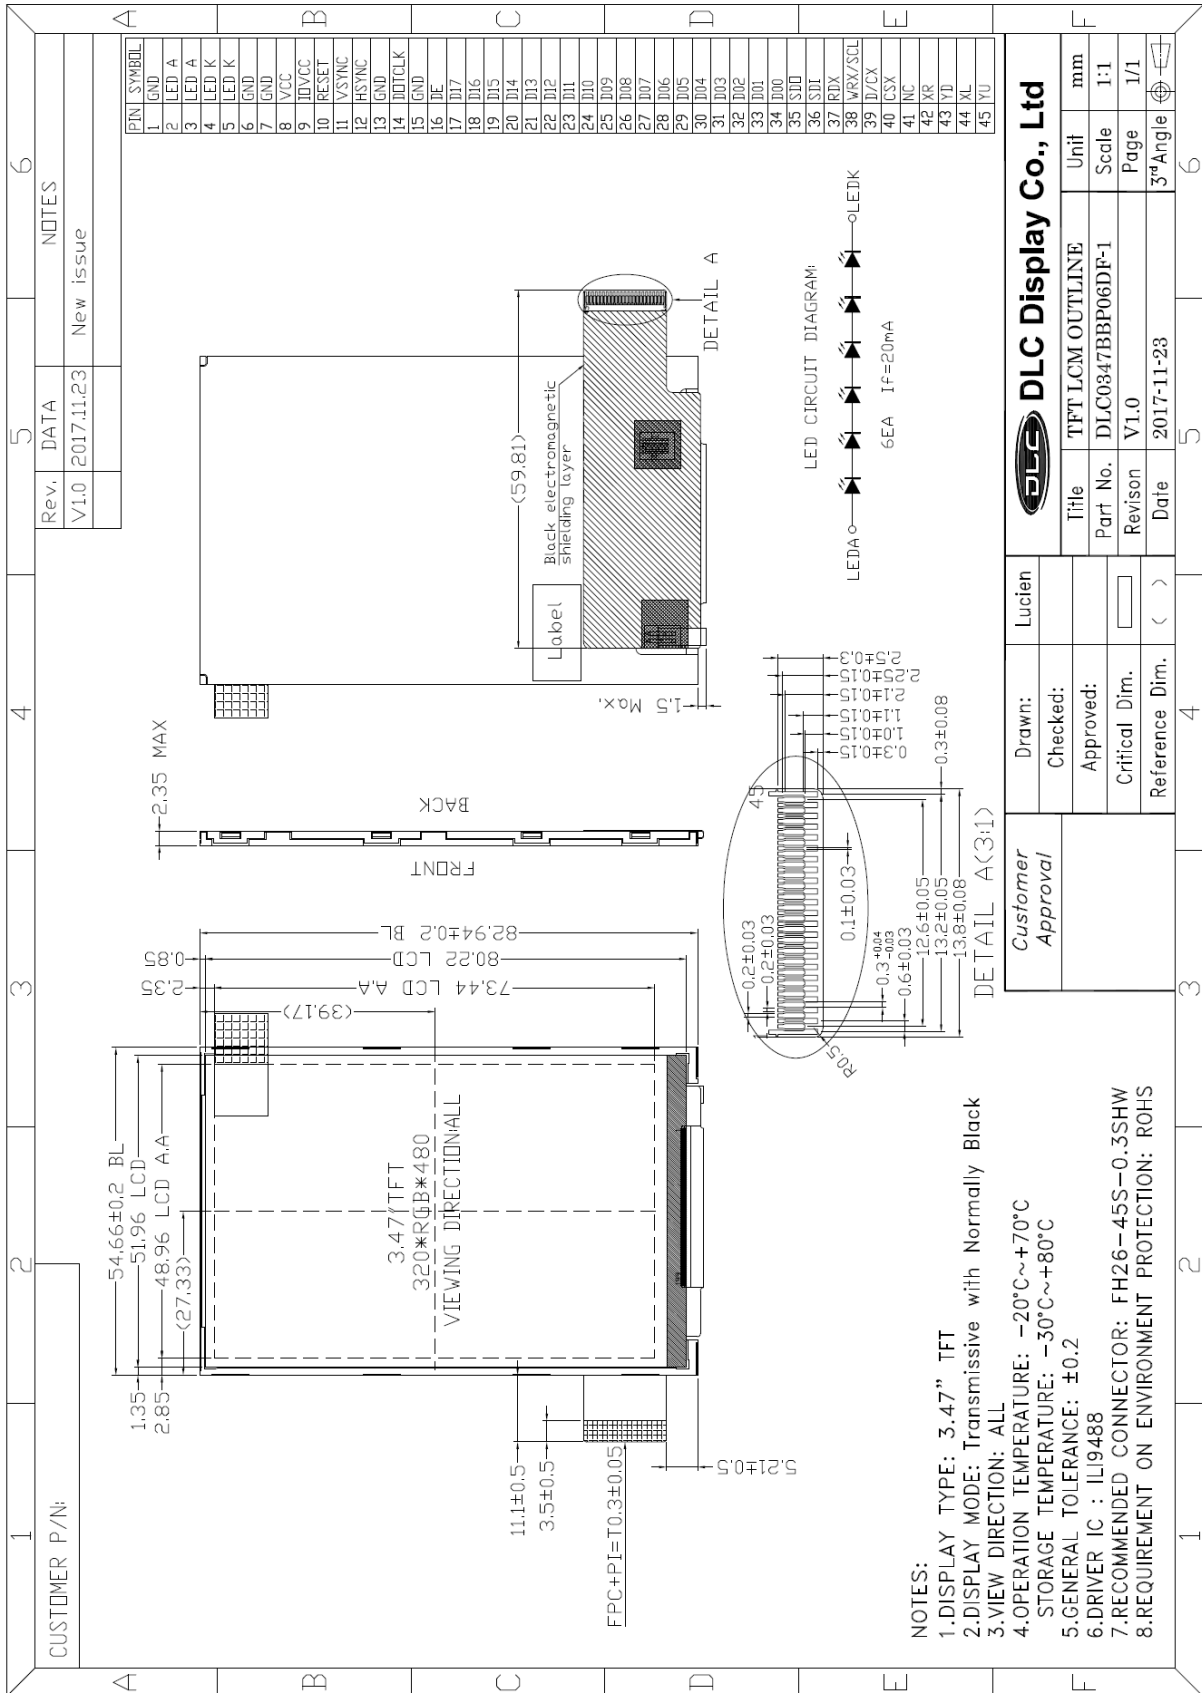 1
2
3
4
5
6
A
B
C
D
E
F
CUSTOMER P/N:
Rev. DATA NOTES
V1.0 2017.11.23 New issue
PIN SYMBOL
1 GND
2 LED A
3 LED A
4 LED K
5 LED K
6 GND
7 GND
8 VCC
9 IOVCC
10 RESET
11 VSYNC
12 HSYNC
13 GND
14 DOTCLK
15 GND
16 DE
17 D17
18 D16
19 D15
20 D14
21 D13
22 D12
23 D11
24 D10
25 D09
26 D08
27 D07
28 D06
29 D05
30 D04
31 D03
32 D02
33 D01
34 D00
35 SDO
36 SDI
37 RDX
38 WRX/SCL
39 D/CX
40 CSX
41 NC
42 XR
43 YD
44 XL
45 YU
54.66±0.2 BL
51.96 LCD
48.96 LCD A.A
(27.33)
1.35
2.85
0.85
2.35
82.94±0.2 BL
80.22 LCD
73.44 LCD A.A
(39.17)
3.47"TFT
320*RGB*480
VIEWING DIRECTION:ALL
11.1±0.5
3.5±0.5
FPC+PI=T0.3±0.05
5.21±0.5
2.35 MAX
FRONT
BACK
Label
(59.81)
Black electromagnetic
shielding layer
1.5 Max.
DETAIL A
LED CIRCUIT DIAGRAM:
LEDA
LEDK
6EA If=20mA
45
0.2±0.03
0.2±0.03
0.1±0.03
R0.5
0.3+0.04
-0.03
0.6±0.03
12.6±0.05
13.2±0.05
13.8±0.08
0.3±0.08
0.3±0.15
1.0±0.15
1.1±0.15
2.1±0.15
2.25±0.15
2.5±0.3
DETAIL A(3:1)
NOTES:
1.DISPLAY TYPE: 3.47” TFT
2.DISPLAY MODE: Transmissive with Normally Black
3.VIEW DIRECTION: ALL
4.OPERATION TEMPERATURE: -20°C~+70°C
STORAGE TEMPERATURE: -30°C~+80°C
5.GENERAL TOLERANCE: ±0.2
6.DRIVER IC : ILI9488
7.RECOMMENDED CONNECTOR: FH26-45S-0.3SHW
8.REQUIREMENT ON ENVIRONMENT PROTECTION: ROHS
Customer
Approval
Drawn: Lucien
Checked:
Approved:
Critical Dim.
Reference Dim. ( )
DLC DLC Display Co., Ltd
Title TFT LCM OUTLINE Unit mm
Part No. DLC0347BBP06DF-1 Scale 1:1
Revison V1.0 Page 1/1
Date 2017-11-23 3rd Angle
1
2
3
4
5
6
A
B
C
D
E
F